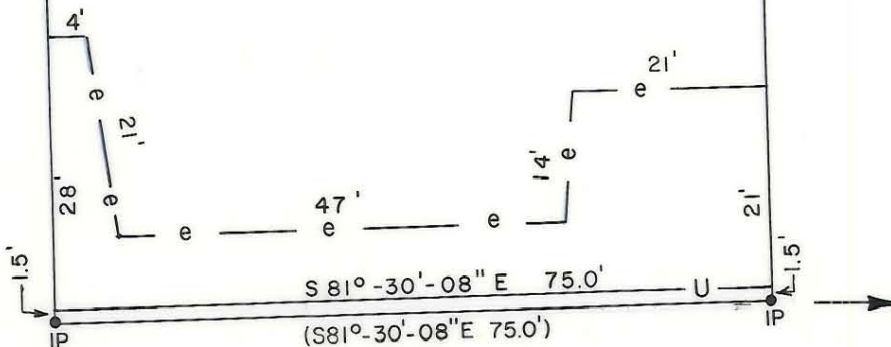 4'
e
21'
21'
e
28'
e
14'
e
47'
e
e
e
21'
1.5'
S 81° -30'-08" E 75.0'
U
1.5'
IP
(S81°-30'-08"E 75.0')
IP